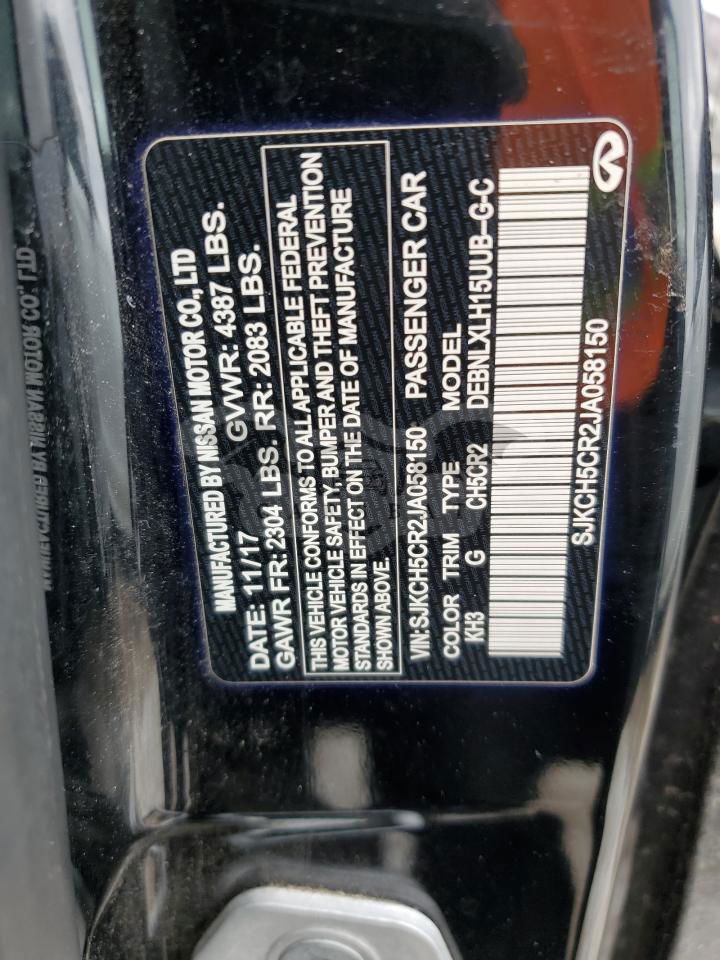 MANUFACTURED BY NISSAN MOTOR CO., LTD
DATE: 11/17 GVWR: 4387 LBS.
GAWR FR: 2304 LBS. RR: 2083 LBS.
THIS VEHICLE CONFORMS TO ALL APPLICABLE FEDERAL
MOTOR VEHICLE SAFETY, BUMPER AND THEFT PREVENTION
STANDARDS IN EFFECT ON THE DATE OF MANUFACTURE
SHOWN ABOVE.
VIN: SJKCH5CR2JA058150 PASSENGER CAR
COLOR TRIM TYPE MODEL
KH3 G CH5CR2 DEBNLXLH15UUB-G-C
SJKCH5CR2JA058150